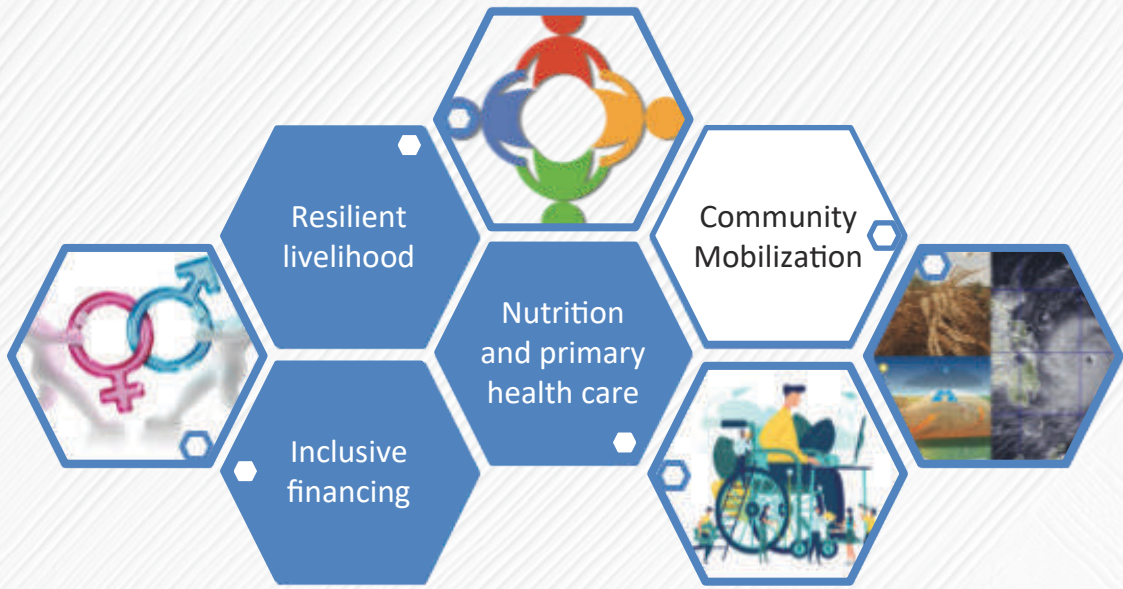 Resilient
livelihood
Community
Mobilization
Nutrition
and primary
health care
Inclusive
financing